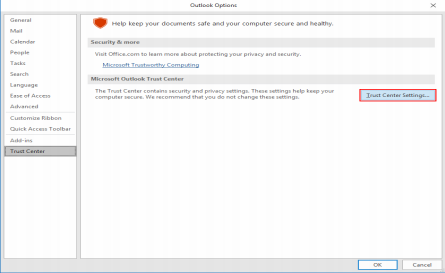 Outlook Options
General
Mail
Calendar
People
Tasks
Search
Language
Ease of Access
Advanced
Customize Ribbon
Quick Access Toolbar
Add-ins
Trust Center
Help keep your documents safe and your computer secure and healthy.
Security & more
Visit Office.com to learn more about protecting your privacy and security.
Microsoft Trustworthy Computing
Microsoft Outlook Trust Center
The Trust Center contains security and privacy settings. These settings help keep your
computer secure. We recommend that you do not change these settings.
Trust Center Settings...
OK
Cancel